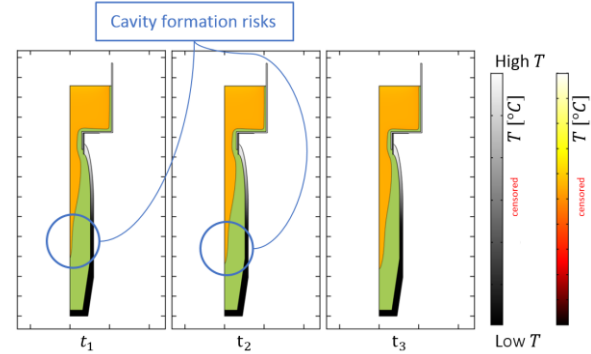 Cavity formation risks
High T
T [°C]
censored
T [°C]
censored
Low T
t1
t2
t3